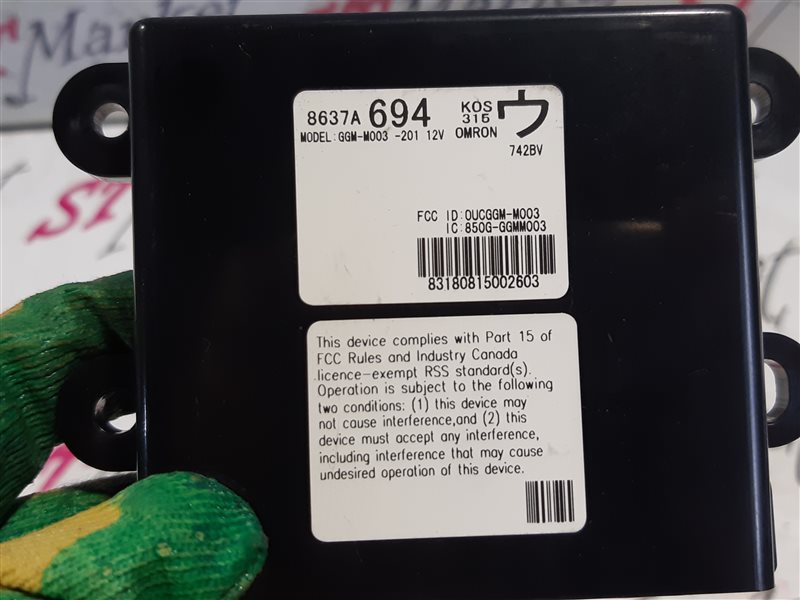 8637A 694 KOS
315 ウ
MODEL:GGM-M003 -201 12V OMRON
742BV
FCC ID:OUCGGM-M003
IC:850G-GGMM003
83180815002603
This device complies with Part 15 of
FCC Rules and Industry Canada
licence-exempt RSS standard(s).
Operation is subject to the following
two conditions: (1) this device may
not cause interference,and (2) this
device must accept any interference,
including interference that may cause
undesired operation of this device.